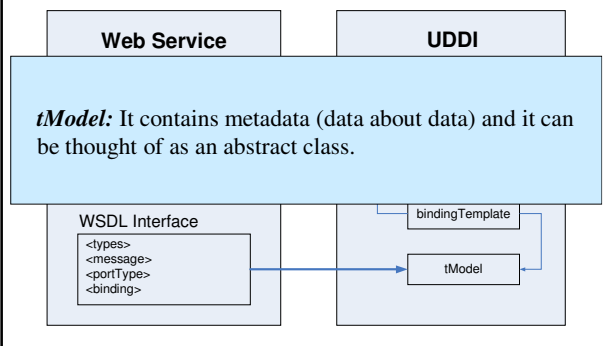 Web Service
UDDI
tModel: It contains metadata (data about data) and it can
be thought of as an abstract class.
WSDL Interface
<types>
<message>
<portType>
<binding>
bindingTemplate
tModel